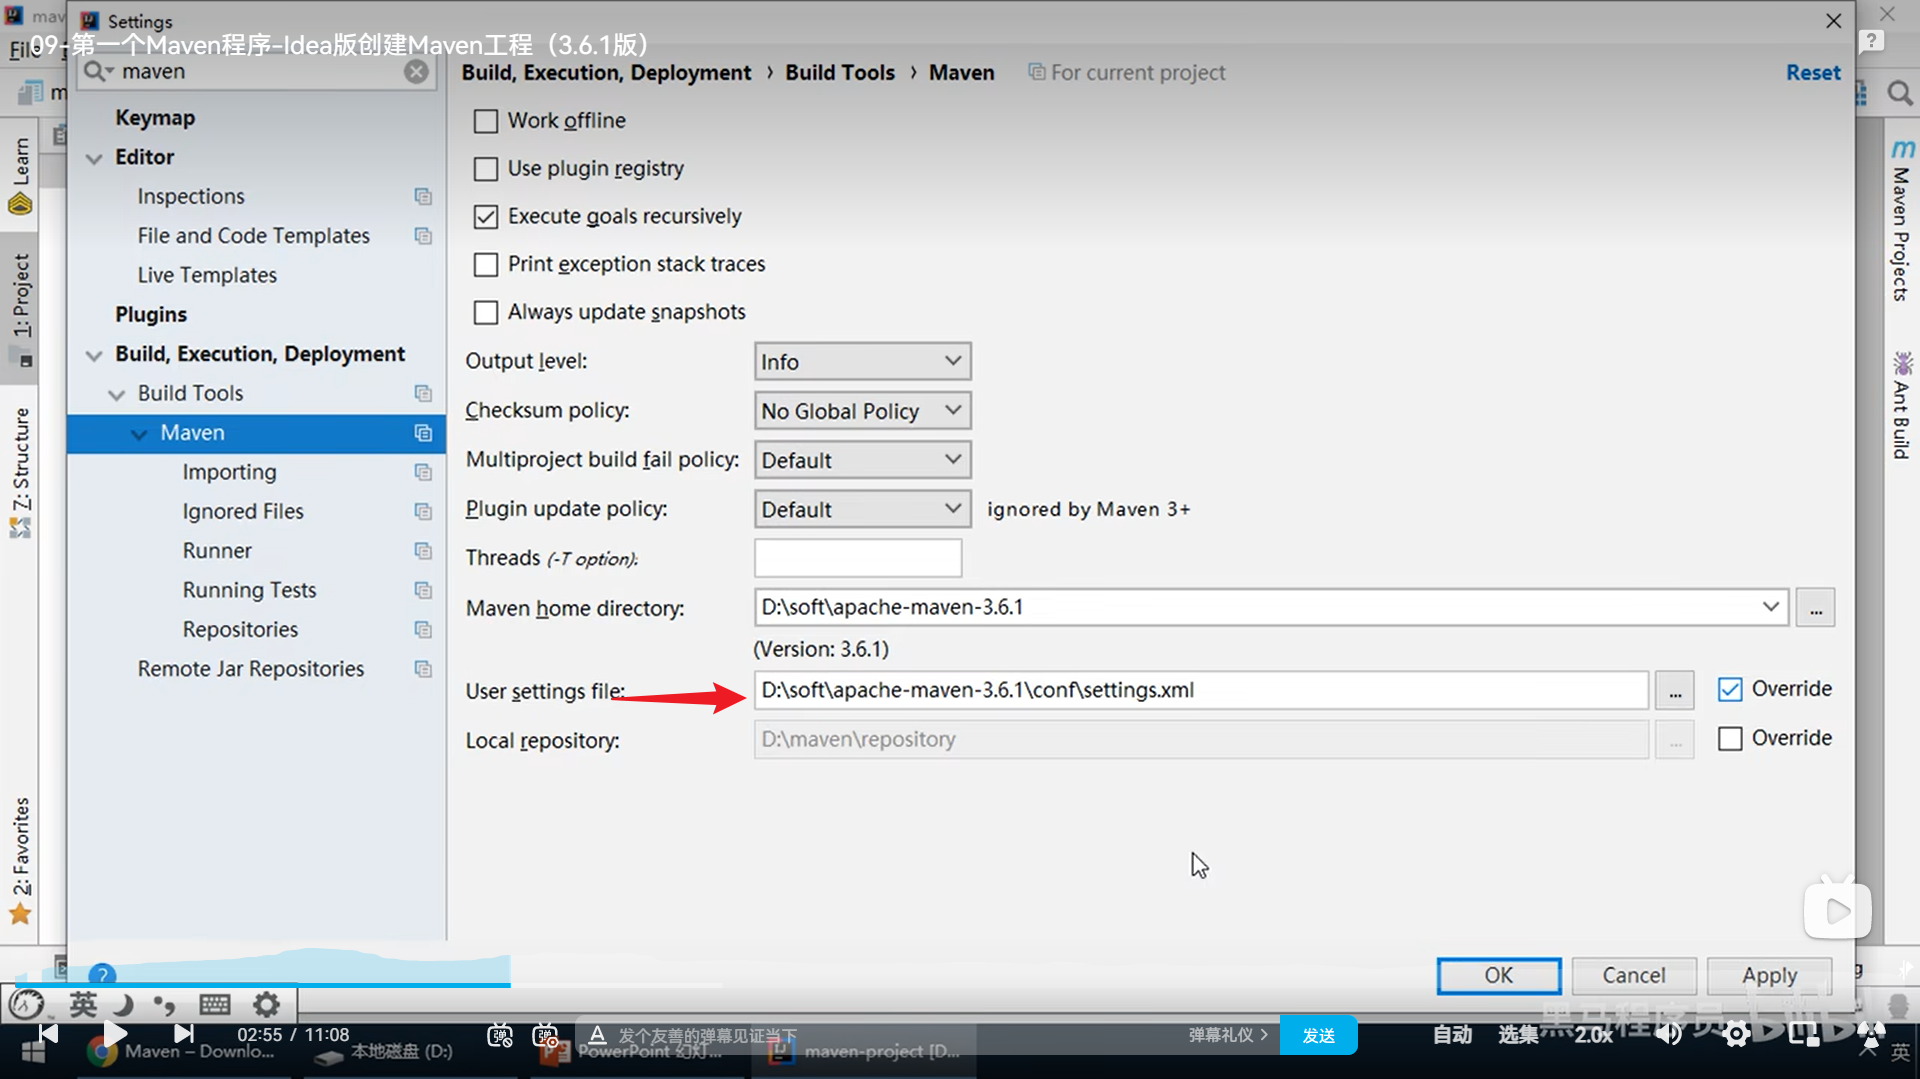 mav
Settings
09-第一个Maven程序-Idea版创建Maven工程（3.6.1版）
File
maven
Build, Execution, Deployment › Build Tools › Maven
For current project
Reset
m
Learn
1: Project
Z: Structure
2: Favorites
Keymap
Editor
Inspections
File and Code Templates
Live Templates
Plugins
Build, Execution, Deployment
Build Tools
Maven
Importing
Ignored Files
Runner
Running Tests
Repositories
Remote Jar Repositories
Work offline
Use plugin registry
Execute goals recursively
Print exception stack traces
Always update snapshots
Output level: Info
Checksum policy: No Global Policy
Multiproject build fail policy: Default
Plugin update policy: Default ignored by Maven 3+
Threads (-T option):
Maven home directory: D:\soft\apache-maven-3.6.1 ...
(Version: 3.6.1)
User settings file: D:\soft\apache-maven-3.6.1\conf\settings.xml ... Override
Local repository: D:\maven\repository ... Override
m Maven Projects
Ant Build
?
?
OK Cancel Apply
g
英
黑马程序员 bilibili
02:55 / 11:08
弹 弹
A 发个友善的弹幕见证当下
弹幕礼仪 ›
发送
自动 选集 2.0x
Maven – Downlo...
本地磁盘 (D:)
PowerPoint 幻灯...
maven-project [D...
英